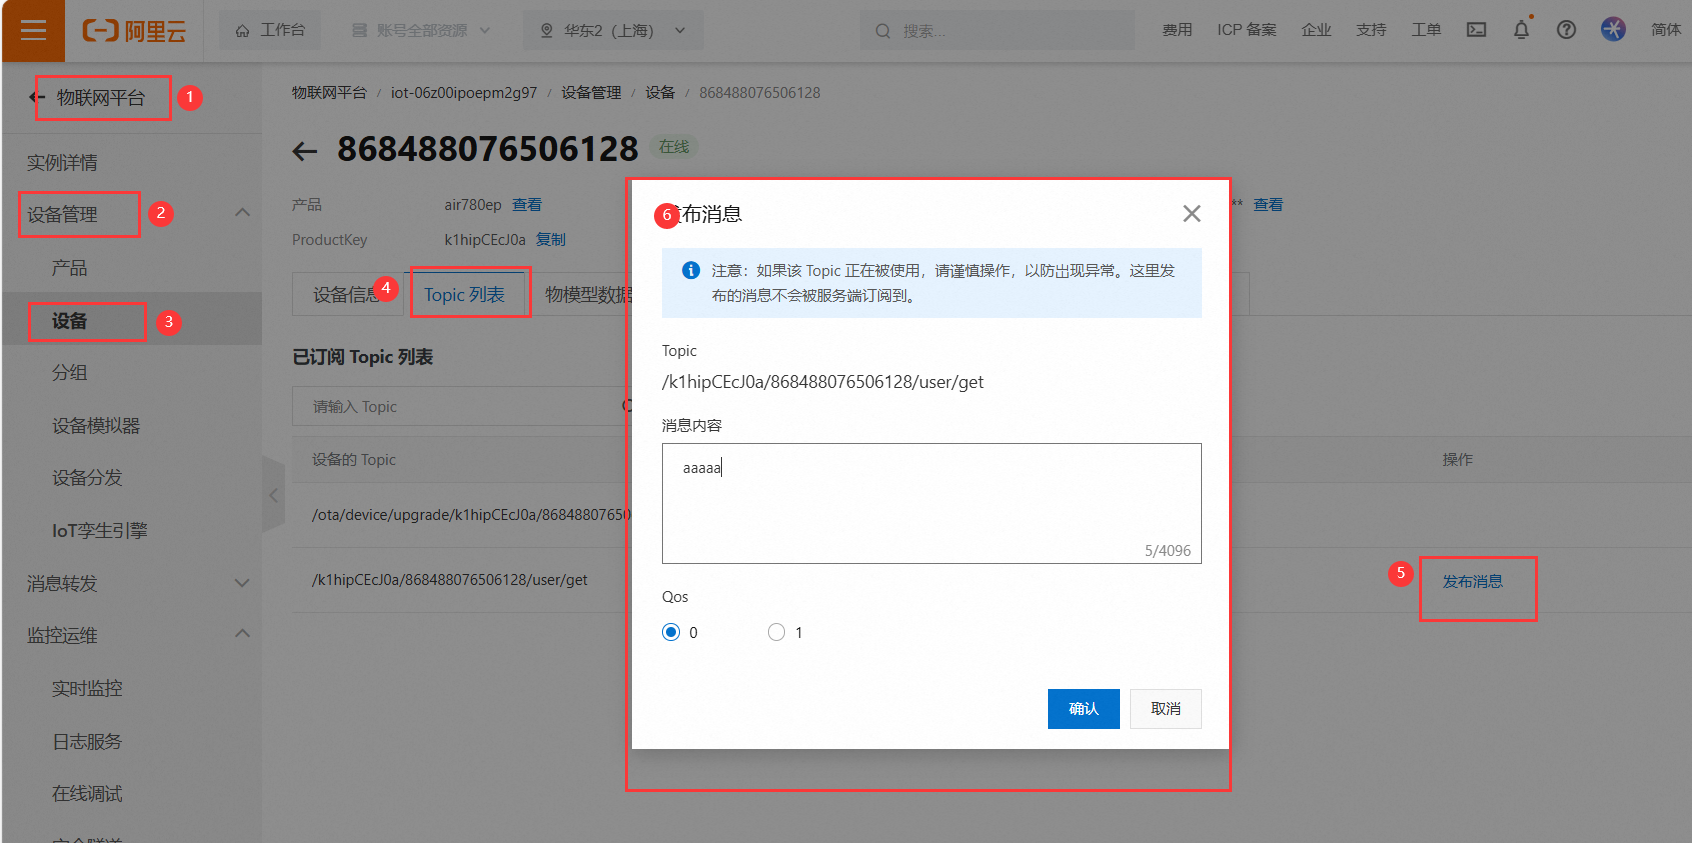 阿里云
工作台
账号全部资源
华东2（上海）
搜索...
费用
ICP 备案
企业
支持
工单
简体
物联网平台
1
实例详情
设备管理
2
产品
设备
3
分组
设备模拟器
设备分发
IoT孪生引擎
消息转发
监控运维
实时监控
日志服务
在线调试
物联网平台 / iot-06z00ipoepm2g97 / 设备管理 / 设备 / 868488076506128
868488076506128
在线
产品
air780ep
查看
** 查看
ProductKey
k1hipCEcJ0a
复制
设备信息
4
Topic 列表
物模型数据
已订阅 Topic 列表
请输入 Topic
设备的 Topic
操作
/ota/device/upgrade/k1hipCEcJ0a/86848807650
/k1hipCEcJ0a/868488076506128/user/get
5
发布消息
6
布消息
注意：如果该 Topic 正在被使用，请谨慎操作，以防出现异常。这里发
布的消息不会被服务端订阅到。
Topic
/k1hipCEcJ0a/868488076506128/user/get
消息内容
aaaaa
5/4096
Qos
0
1
确认
取消